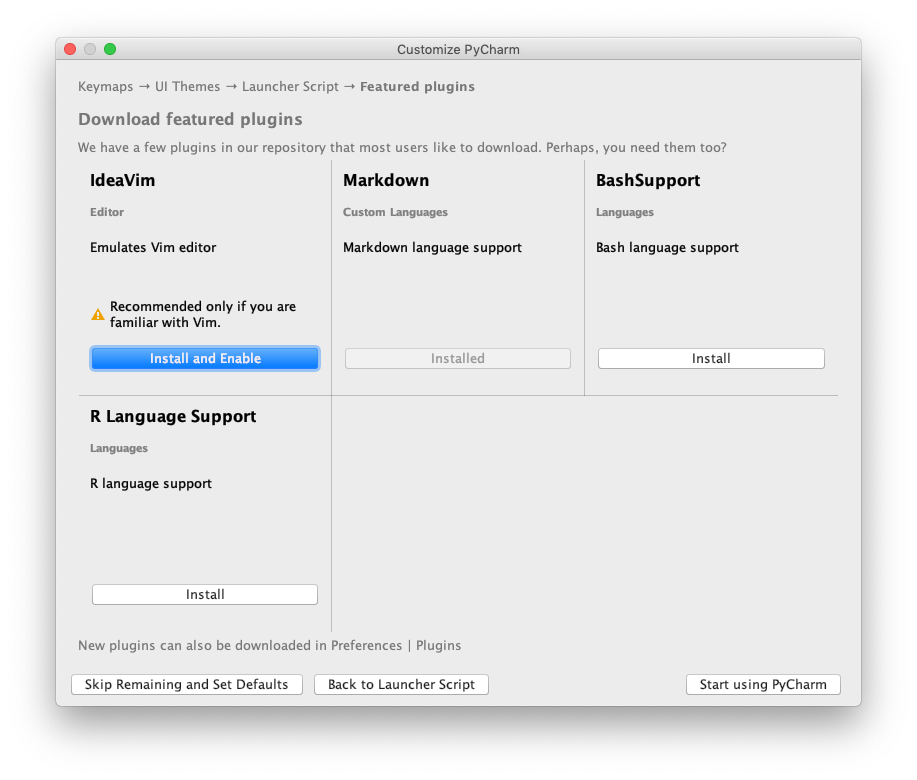 Customize PyCharm
Keymaps → UI Themes → Launcher Script → Featured plugins
Download featured plugins
We have a few plugins in our repository that most users like to download. Perhaps, you need them too?
IdeaVim
Editor
Emulates Vim editor
Recommended only if you are
familiar with Vim.
Install and Enable
Markdown
Custom Languages
Markdown language support
Installed
BashSupport
Languages
Bash language support
Install
R Language Support
Languages
R language support
Install
New plugins can also be downloaded in Preferences | Plugins
Skip Remaining and Set Defaults
Back to Launcher Script
Start using PyCharm